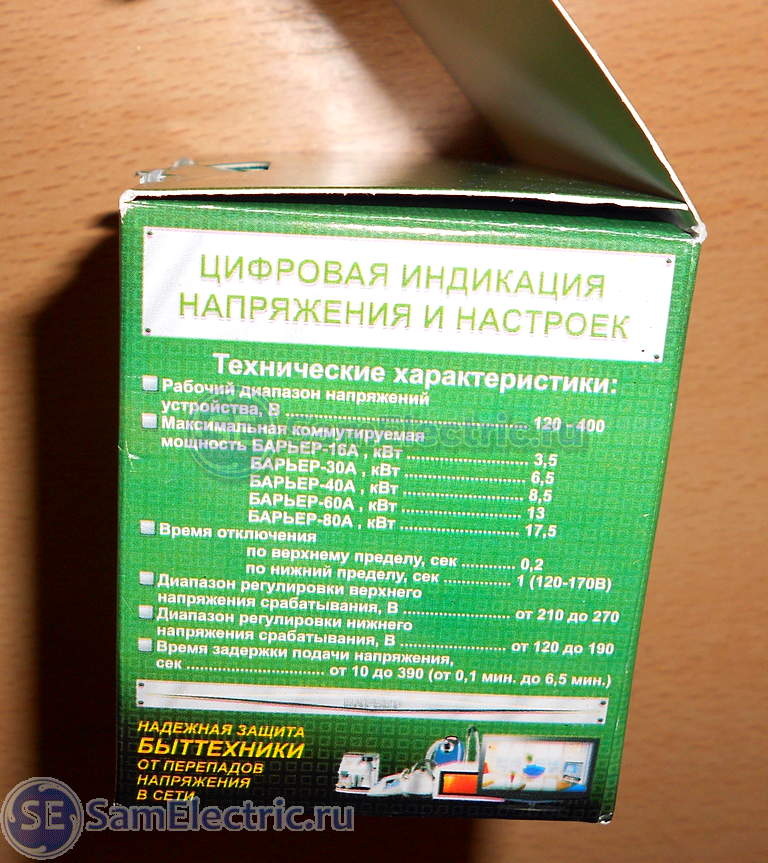 ЦИФРОВАЯ ИНДИКАЦИЯ
НАПРЯЖЕНИЯ И НАСТРОЕК
Технические характеристики:
Рабочий диапазон напряжений
устройства, В ........................ 120 - 400
Максимальная коммутируемая
мощность БАРЬЕР-16А , кВт ........................ 3,5
БАРЬЕР-30А , кВт ........................ 6,5
БАРЬЕР-40А , кВт ........................ 8,5
БАРЬЕР-60А , кВт ........................ 13
БАРЬЕР-80А , кВт ........................ 17,5
Время отключения
по верхнему пределу, сек ........... 0,2
по нижний пределу, сек ............ 1 (120-170В)
Диапазон регулировки верхнего
напряжения срабатывания, В ........................ от 210 до 270
Диапазон регулировки нижнего
напряжения срабатывания, В ........................ от 120 до 190
Время задержки подачи напряжения,
сек ........................ от 10 до 390 (от 0,1 мин. до 6,5 мин.)
БАРЬЕР
НАДЕЖНАЯ ЗАЩИТА
БЫТТЕХНИКИ
ОТ ПЕРЕПАДОВ
НАПРЯЖЕНИЯ
В СЕТИ
SamElectric.ru
SE SamElectric.ru